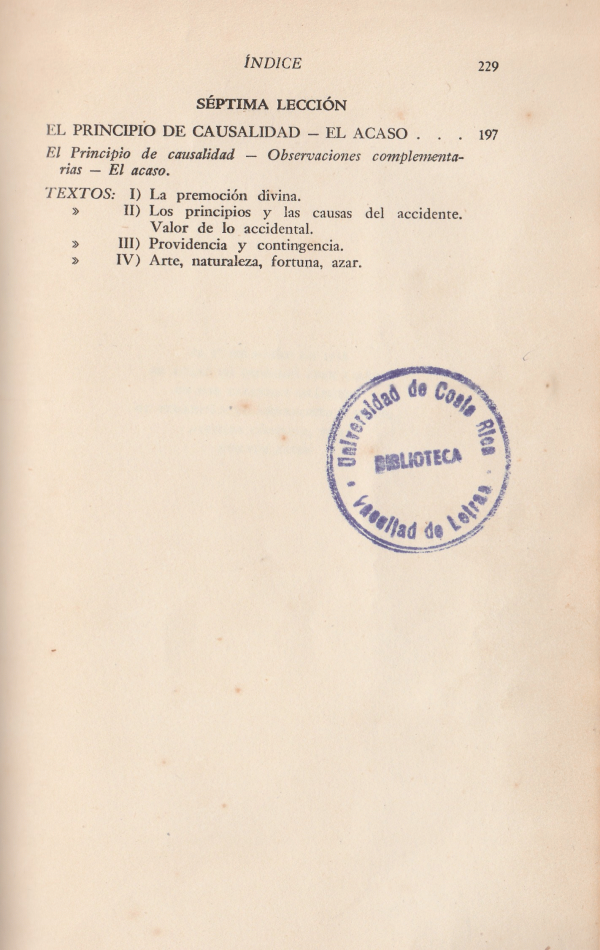 ÍNDICE 229
SÉPTIMA LECCIÓN
EL PRINCIPIO DE CAUSALIDAD — EL ACASO . . . 197
El Principio de causalidad — Observaciones complementa-
rias — El acaso.
TEXTOS: I) La premoción divina.
» II) Los principios y las causas del accidente.
Valor de lo accidental.
» III) Providencia y contingencia.
» IV) Arte, naturaleza, fortuna, azar.
Universidad de Costa Rica
BIBLIOTECA
Facultad de Letras